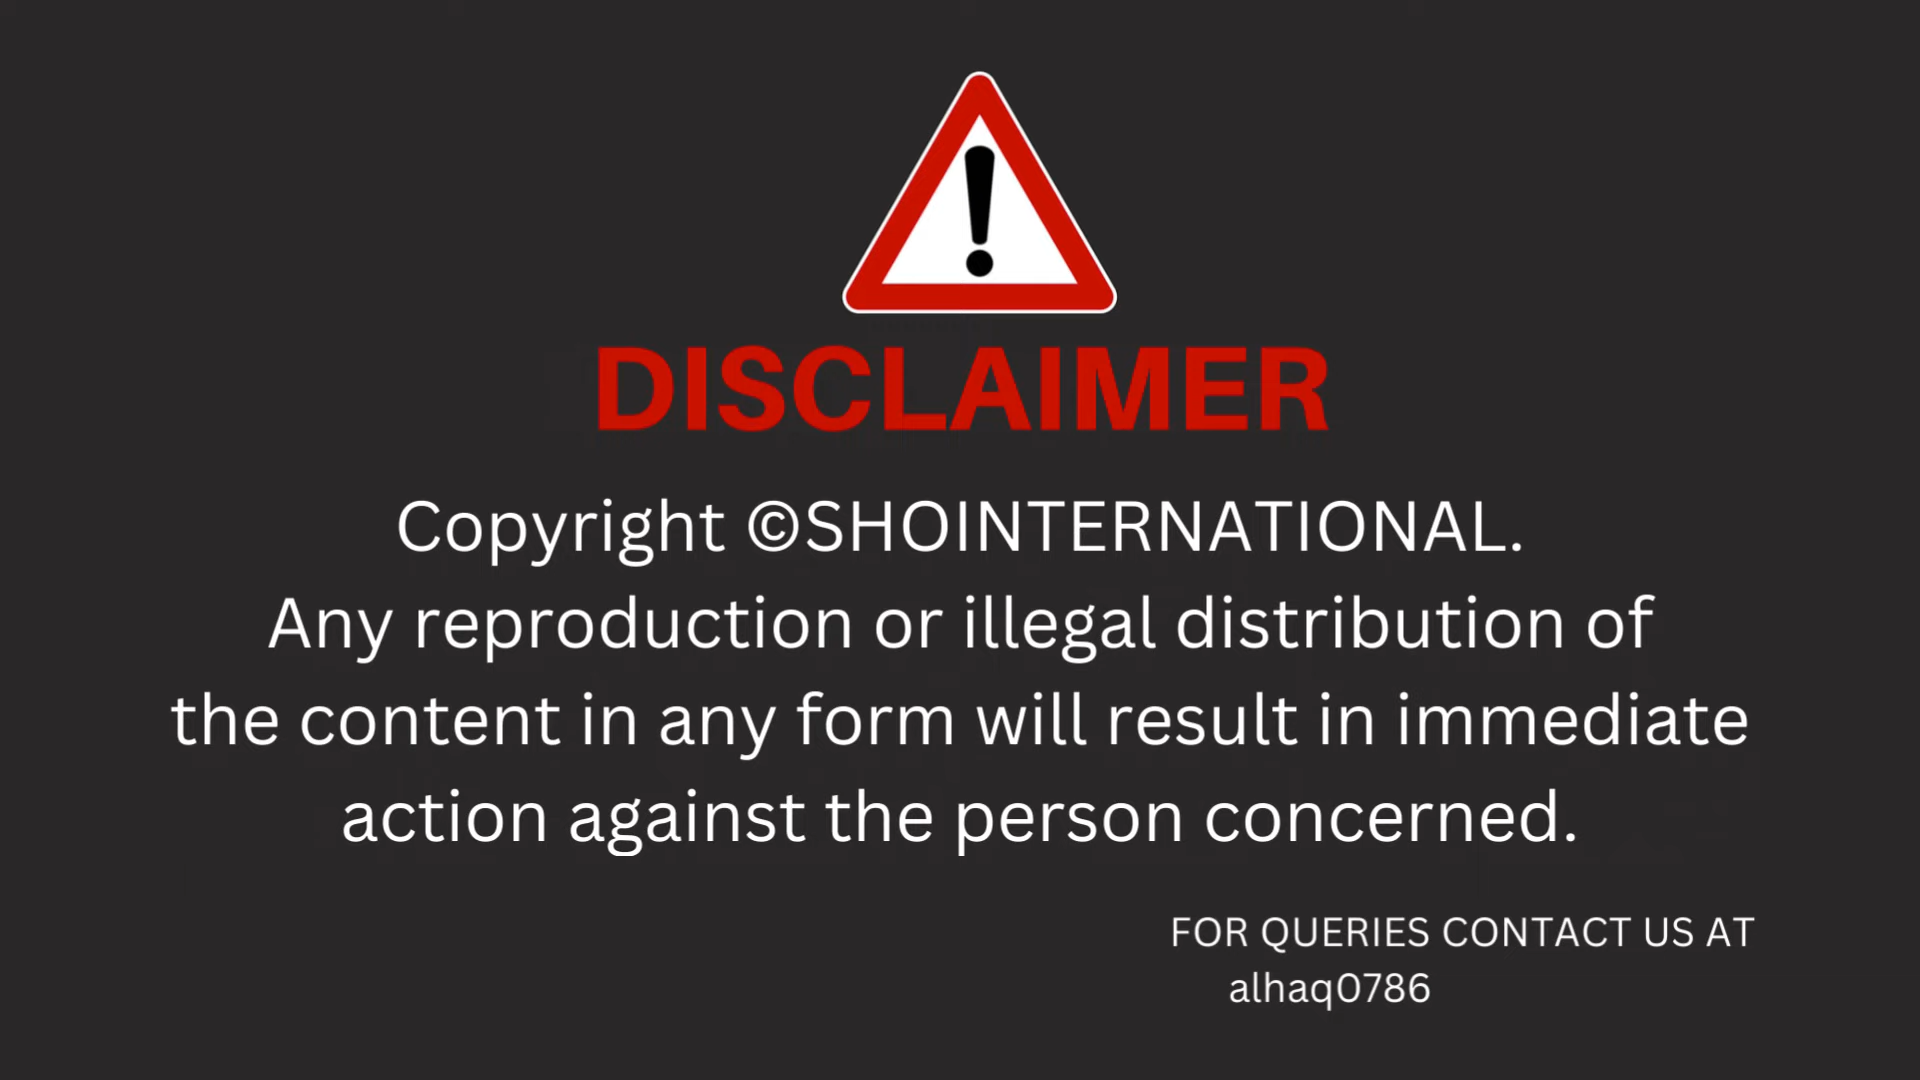 DISCLAIMER
Copyright ©SHOINTERNATIONAL.
Any reproduction or illegal distribution of
the content in any form will result in immediate
action against the person concerned.
FOR QUERIES CONTACT US AT
alhaq0786